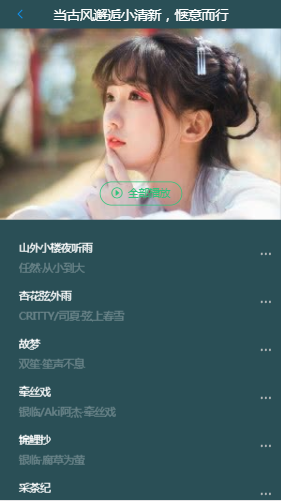 当古风邂逅小清新，惬意而行
全部播放
山外小楼夜听雨
任然·从小到大
杏花弦外雨
CRITTY/司夏·弦上春雪
故梦
双笙·笙声不息
牵丝戏
银临/Aki阿杰·牵丝戏
锦鲤抄
银临·腐草为萤
采茶纪